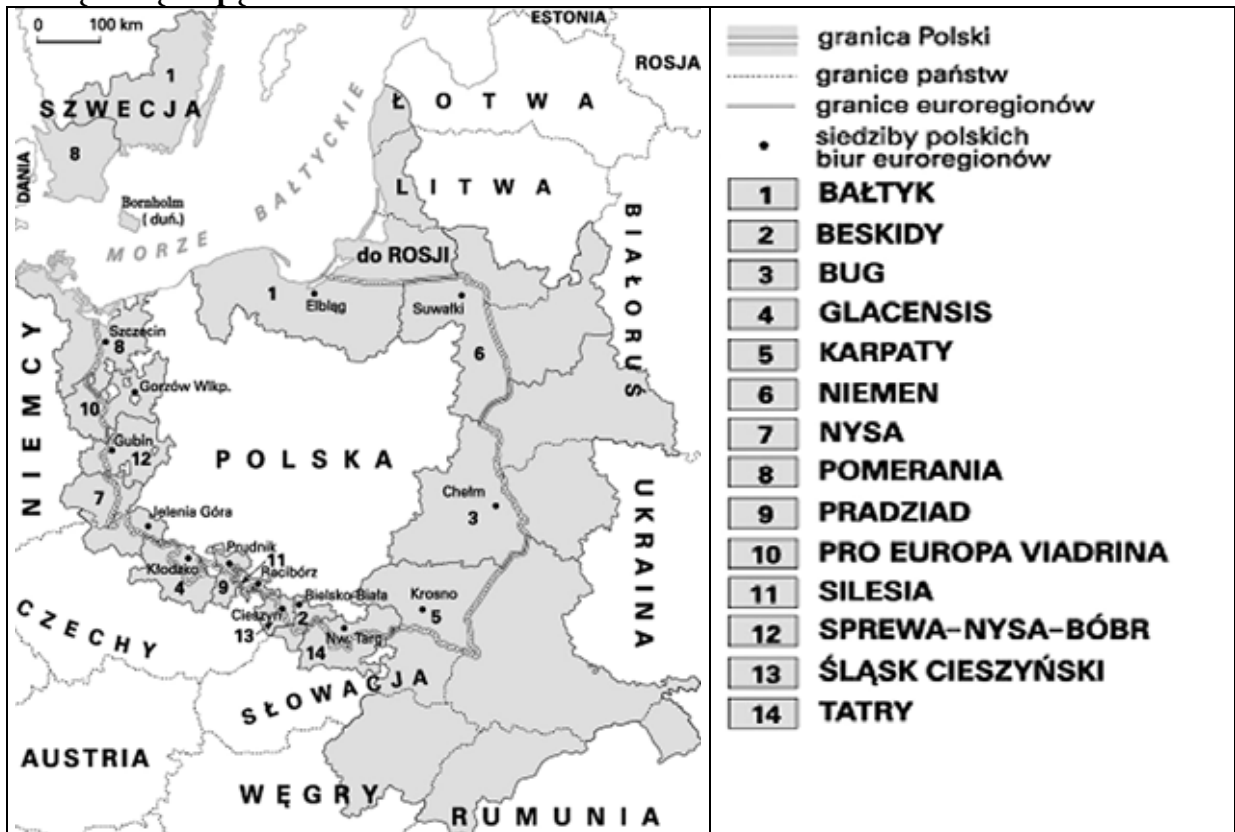 0 100 km
ESTONIA
ROSJA
1
SZWECJA
ŁOTWA
8
DANIA
LITWA
BAŁTYCKIE
Bornholm
(duń.)
MORZE
BIAŁORUŚ
do ROSJI
1
Elbląg
Suwałki
NIEMCY
Szczecin
8
6
Gorzów Wlkp.
10
Gubin
12
POLSKA
7
Chełm
3
UKRAINA
Jelenia Góra
Prudnik
11
Kłodzko
Racibórz
4
9
Bielsko-Biała
Krosno
Cieszyn
2
5
CZECHY
13
Nw. Targ
14
SŁOWACJA
AUSTRIA
WĘGRY
RUMUNIA
granica Polski
granice państw
granice euroregionów
siedziby polskich
biur euroregionów
1 BAŁTYK
2 BESKIDY
3 BUG
4 GLACENSIS
5 KARPATY
6 NIEMEN
7 NYSA
8 POMERANIA
9 PRADZIAD
10 PRO EUROPA VIADRINA
11 SILESIA
12 SPREWA–NYSA–BÓBR
13 ŚLĄSK CIESZYŃSKI
14 TATRY